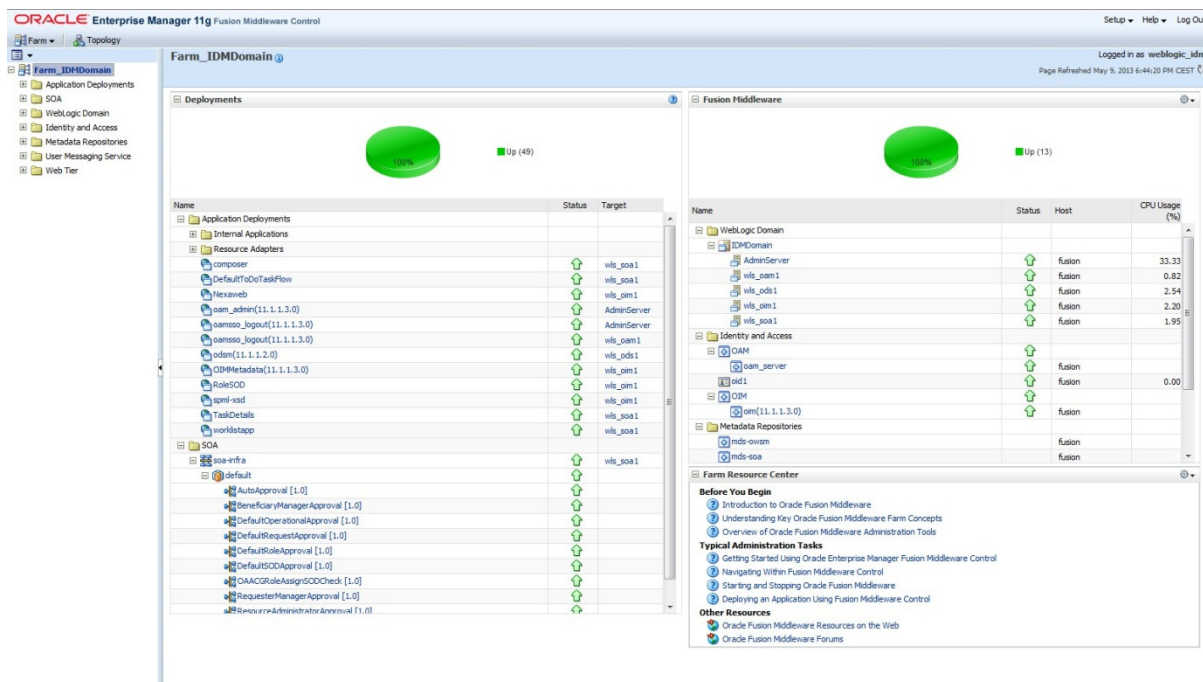 ORACLE Enterprise Manager 11g Fusion Middleware Control
Setup Help Log Ou
Farm Topology
Farm_IDMDomain
Application Deployments
SOA
WebLogic Domain
Identity and Access
Metadata Repositories
User Messaging Service
Web Tier
Farm_IDMDomain
Logged in as weblogic_idm
Page Refreshed May 9, 2013 6:44:20 PM CEST
Deployments
100%
Up (49)
Name Status Target
Application Deployments
Internal Applications
Resource Adapters
composer wls_soa1
DefaultToDoTaskFlow wls_soa1
Nexaweb wls_oim1
oam_admin(11.1.1.3.0) AdminServer
oamsso_logout(11.1.1.3.0) AdminServer
oamsso_logout(11.1.1.3.0) wls_oam1
odsm(11.1.1.2.0) wls_ods1
OIMMetadata(11.1.1.3.0) wls_oim1
RoleSOD wls_oim1
spml-xsd wls_oim1
TaskDetails wls_soa1
worklistapp wls_soa1
SOA
soa-infra wls_soa1
default
AutoApproval [1.0]
BeneficiaryManagerApproval [1.0]
DefaultOperationalApproval [1.0]
DefaultRequestApproval [1.0]
DefaultRoleApproval [1.0]
DefaultSODApproval [1.0]
OAACGRoleAssignSODCheck [1.0]
RequesterManagerApproval [1.0]
ResourceAdministratorApproval [1.0]
Fusion Middleware
100%
Up (13)
Name Status Host CPU Usage (%)
WebLogic Domain
IDMDomain
AdminServer fusion 33.33
wls_oam1 fusion 0.82
wls_ods1 fusion 2.54
wls_oim1 fusion 2.20
wls_soa1 fusion 1.95
Identity and Access
OAM
oam_server fusion
oid1 fusion 0.00
OIM
oim(11.1.1.3.0) fusion
Metadata Repositories
mds-owsm fusion
mds-soa fusion
Farm Resource Center
Before You Begin
Introduction to Oracle Fusion Middleware
Understanding Key Oracle Fusion Middleware Farm Concepts
Overview of Oracle Fusion Middleware Administration Tools
Typical Administration Tasks
Getting Started Using Oracle Enterprise Manager Fusion Middleware Control
Navigating Within Fusion Middleware Control
Starting and Stopping Oracle Fusion Middleware
Deploying an Application Using Fusion Middleware Control
Other Resources
Oracle Fusion Middleware Resources on the Web
Oracle Fusion Middleware Forums